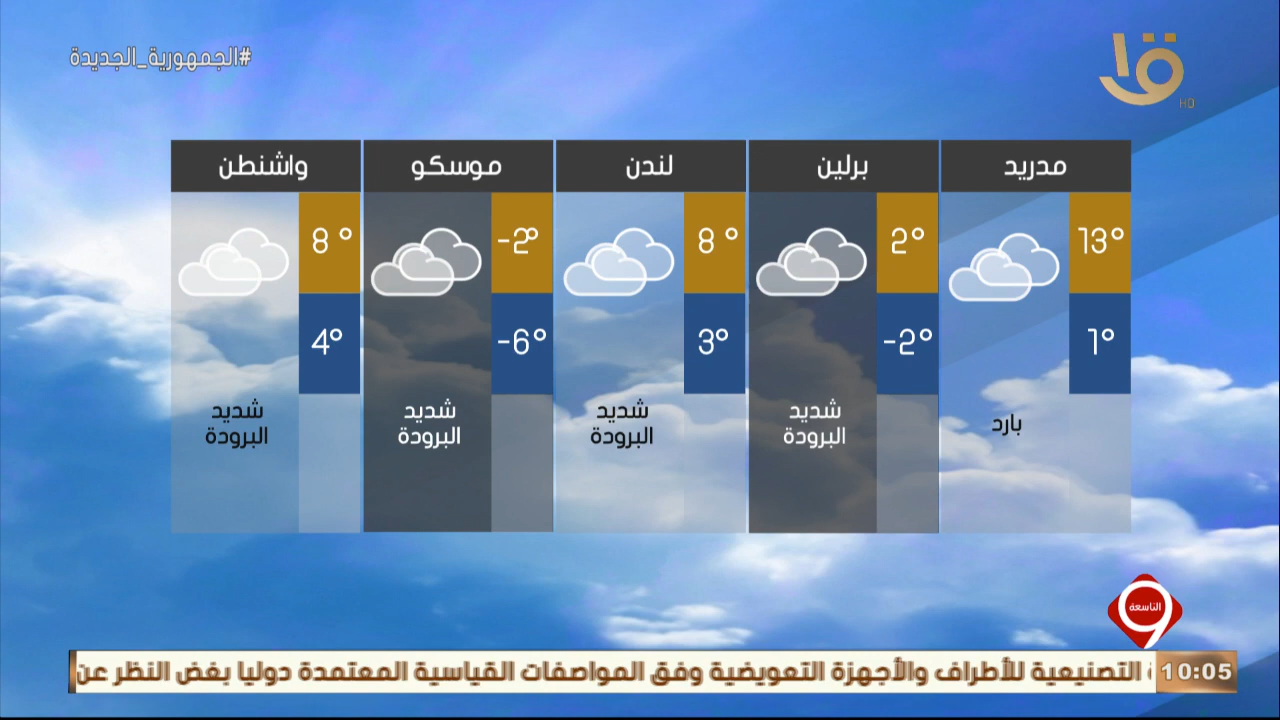 #الجمهورية_الجديدة
HD
مدريد
برلين
لندن
موسكو
واشنطن
13°
2°
8 °
-2°
8 °
1°
-2°
3°
-6°
4°
بارد
شديد
البرودة
شديد
البرودة
شديد
البرودة
شديد
البرودة
التاسعة
9
10:05
التصنيعية للأطراف والأجهزة التعويضية وفق المواصفات القياسية المعتمدة دوليا بغض النظر عن